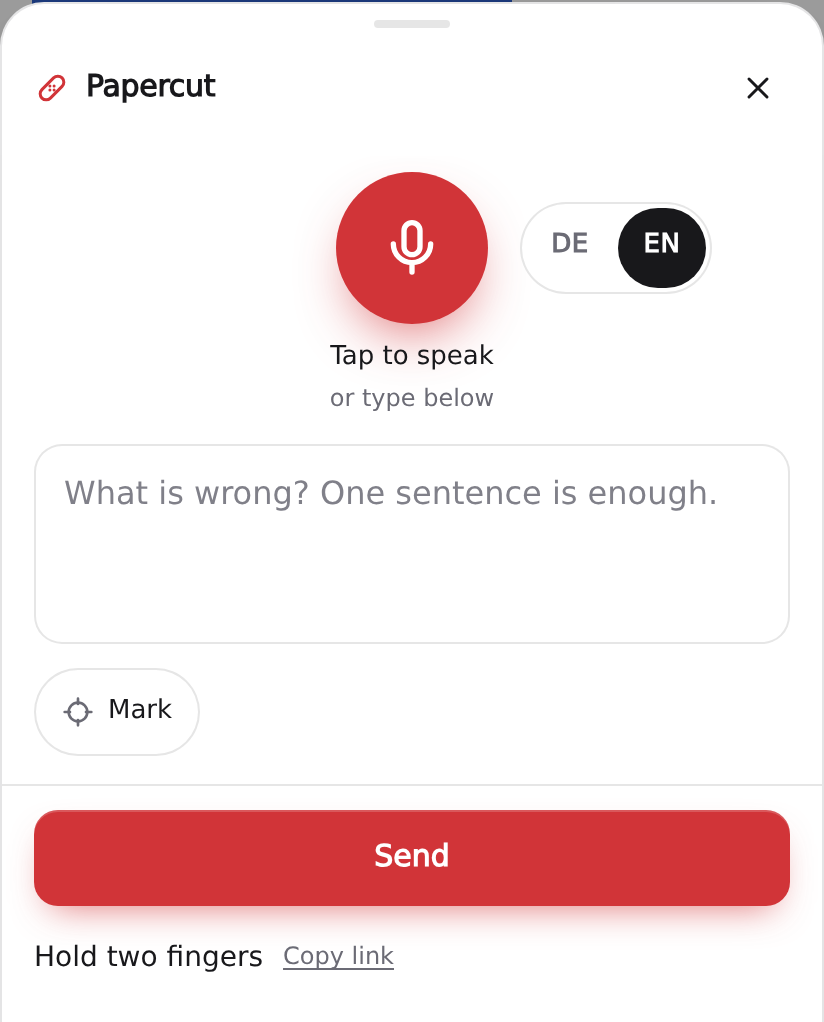 Papercut
DE EN
Tap to speak
or type below
What is wrong? One sentence is enough.
Mark
Send
Hold two fingers Copy link